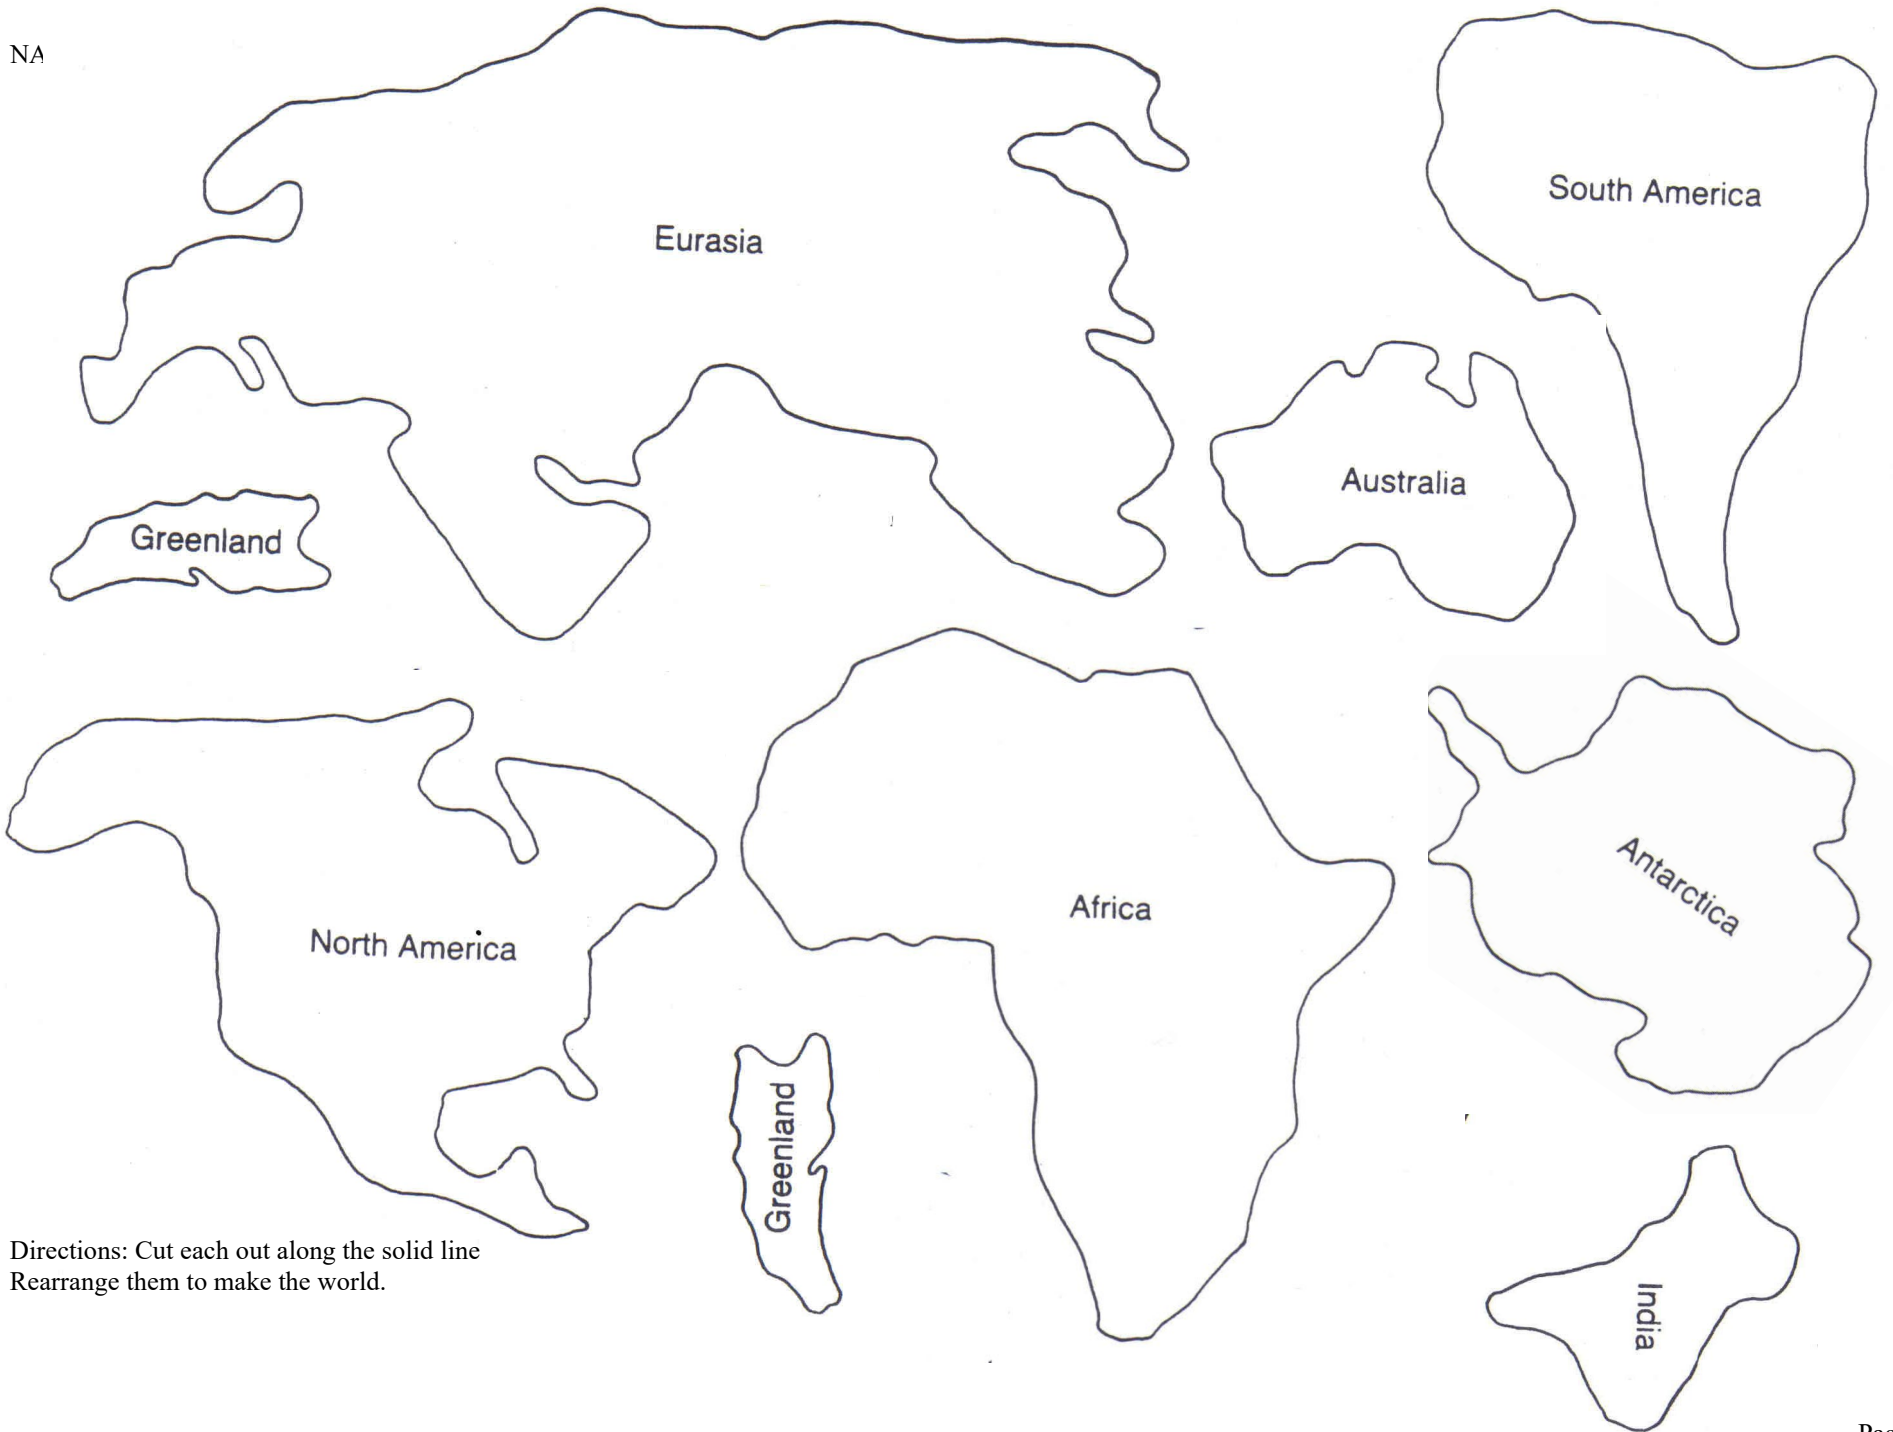 NA
Eurasia
South America
Australia
Greenland
North America
Africa
Antarctica
Greenland
India
Directions: Cut each out along the solid line
Rearrange them to make the world.